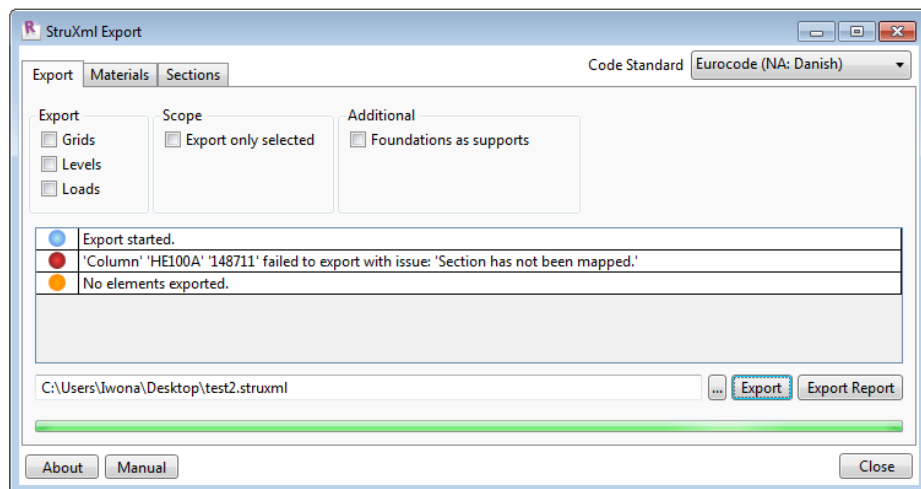 R StruXml Export
Code Standard Eurocode (NA: Danish)
Export Materials Sections
Export Scope Additional
Grids Export only selected Foundations as supports
Levels
Loads
Export started.
'Column' 'HE100A' '148711' failed to export with issue: 'Section has not been mapped.'
No elements exported.
C:\Users\Iwona\Desktop\test2.struxml ... Export Export Report
About Manual Close